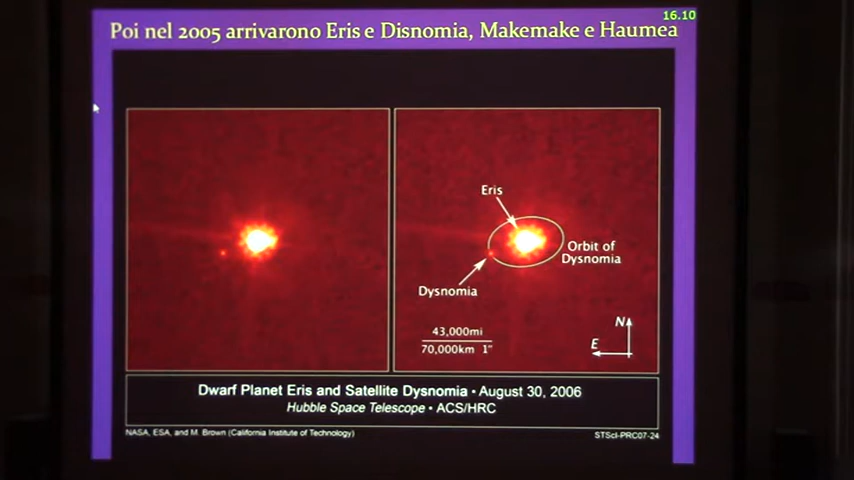 16.10
Poi nel 2005 arrivarono Eris e Disnomia, Makemake e Haumea
Eris
Orbit of
Dysnomia
Dysnomia
43,000mi
70,000km 1"
N
E
Dwarf Planet Eris and Satellite Dysnomia • August 30, 2006
Hubble Space Telescope • ACS/HRC
NASA, ESA, and M. Brown (California Institute of Technology)
STScI-PRC07-24